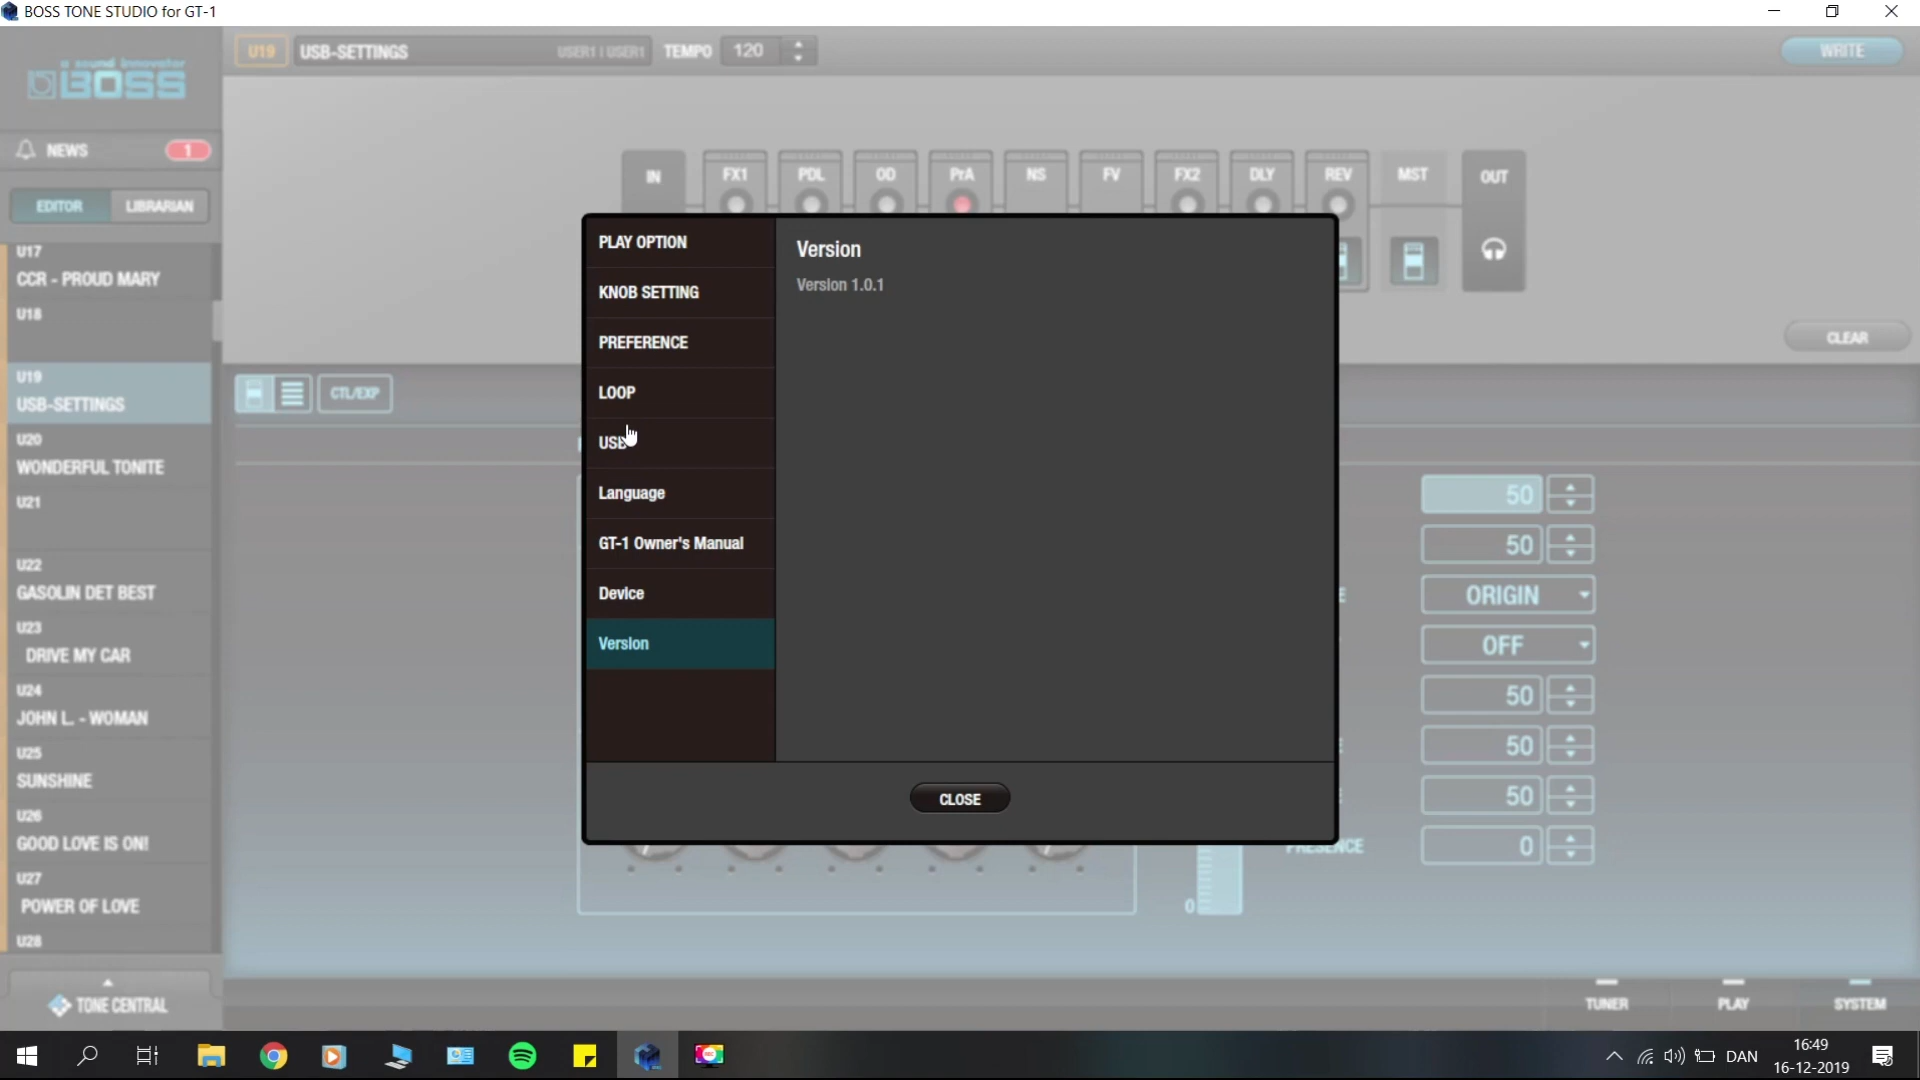 BOSS TONE STUDIO for GT-1
a sound innovator
BOSS
U19 USB-SETTINGS USER1 | USER1 TEMPO 120
WRITE
NEWS 1
EDITOR LIBRARIAN
U17
CCR - PROUD MARY
U18
U19
USB-SETTINGS
U20
WONDERFUL TONITE
U21
U22
GASOLIN DET BEST
U23
DRIVE MY CAR
U24
JOHN L. - WOMAN
U25
SUNSHINE
U26
GOOD LOVE IS ON!
U27
POWER OF LOVE
U28
TONE CENTRAL
IN FX1 PDL OD PrA NS FV FX2 DLY REV MST OUT
CLEAR
CTL/EXP
PLAY OPTION
KNOB SETTING
PREFERENCE
LOOP
USB
Language
GT-1 Owner's Manual
Device
Version
Version
Version 1.0.1
CLOSE
50
50
E ORIGIN
OFF
50
E 50
E 50
PRESENCE 0
0
TUNER PLAY SYSTEM
REC
DAN
16:49
16-12-2019